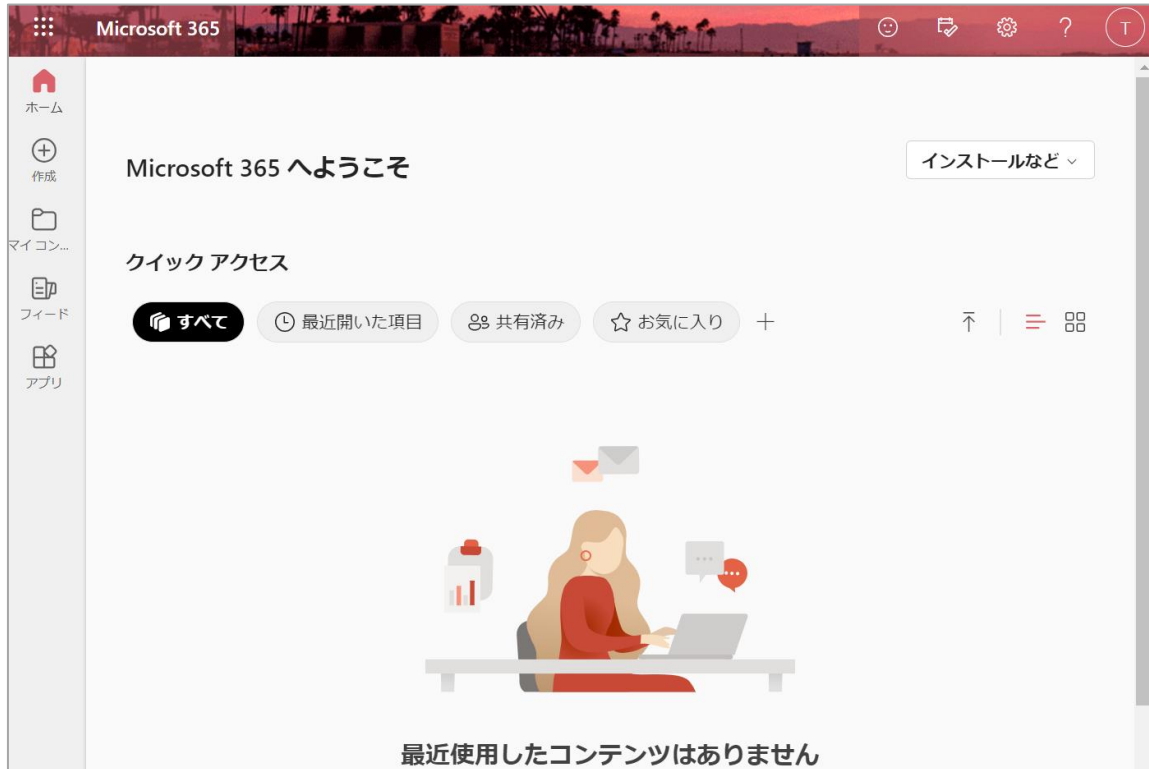 Microsoft 365
T
ホーム
作成
マイ コン...
フィード
アプリ
Microsoft 365 へようこそ
インストールなど
クイック アクセス
すべて
最近開いた項目
共有済み
お気に入り
最近使用したコンテンツはありません